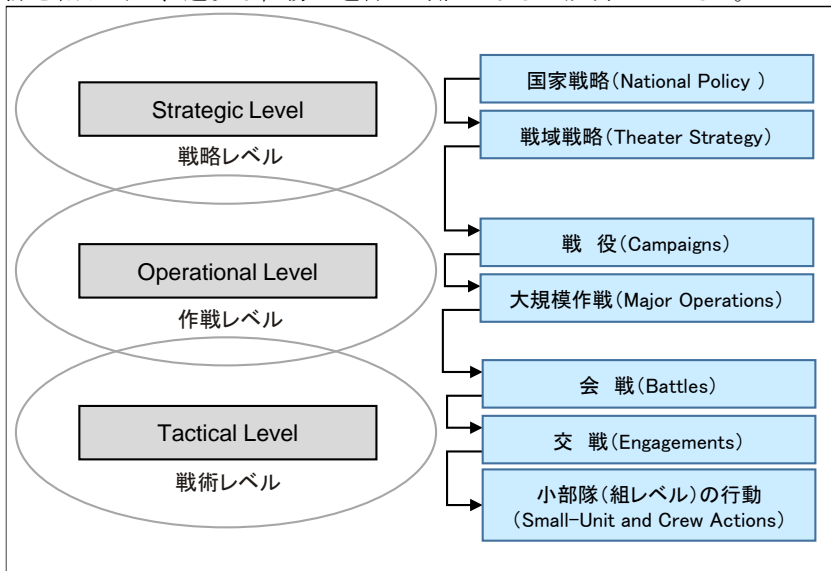 Strategic Level
戦略レベル
Operational Level
作戦レベル
Tactical Level
戦術レベル
国家戦略(National Policy )
戦域戦略(Theater Strategy)
戦 役(Campaigns)
大規模作戦(Major Operations)
会 戦(Battles)
交 戦(Engagements)
小部隊(組レベル)の行動
(Small-Unit and Crew Actions)